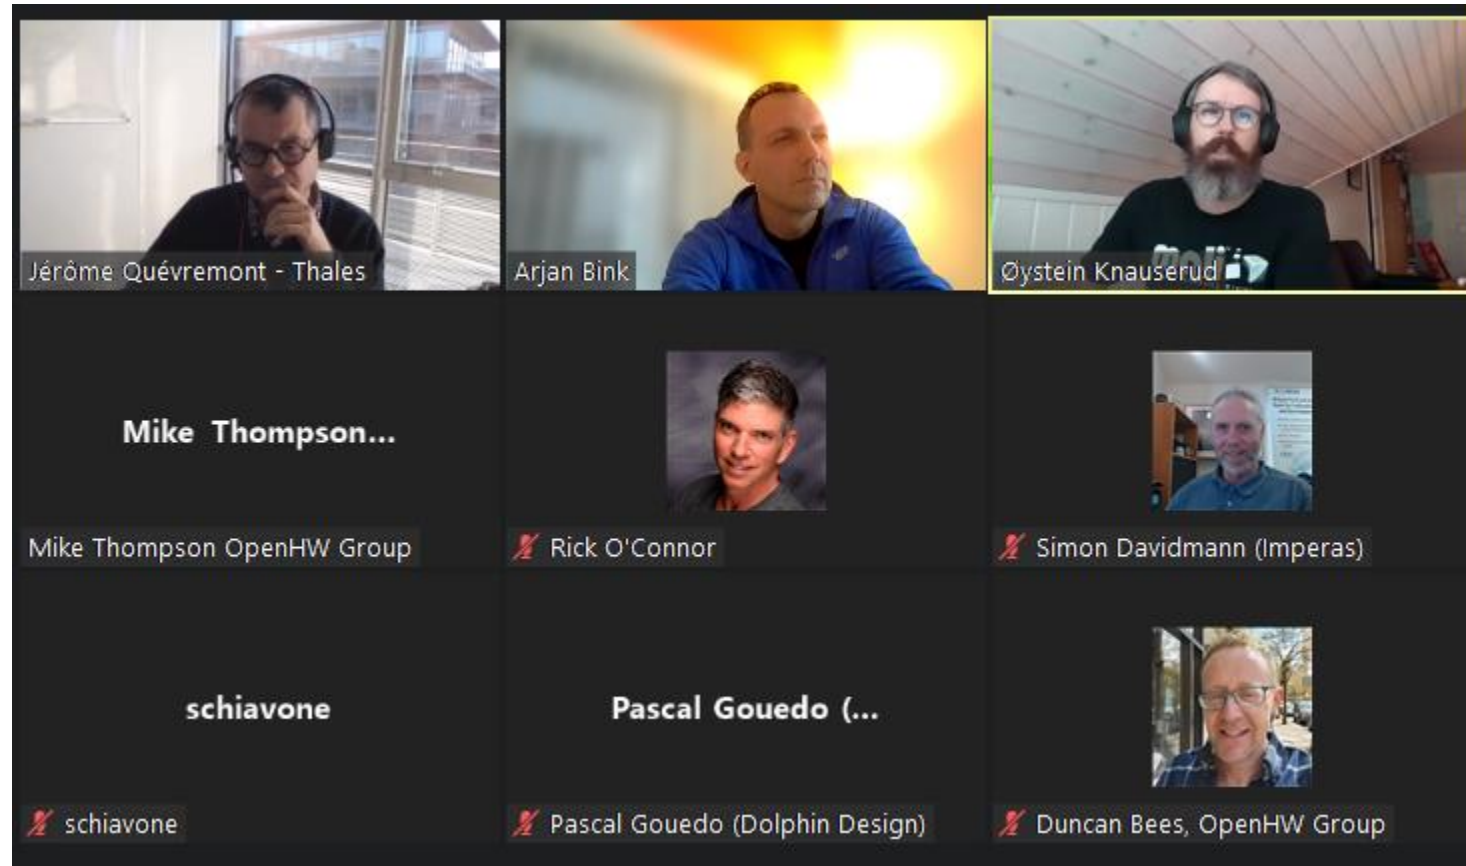 Jérôme Quévremont - Thales
Arjan Bink
Øystein Knauserud
Mike Thompson...
Mike Thompson OpenHW Group
Rick O'Connor
Simon Davidmann (Imperas)
schiavone
schiavone
Pascal Gouedo (...
Pascal Gouedo (Dolphin Design)
Duncan Bees, OpenHW Group